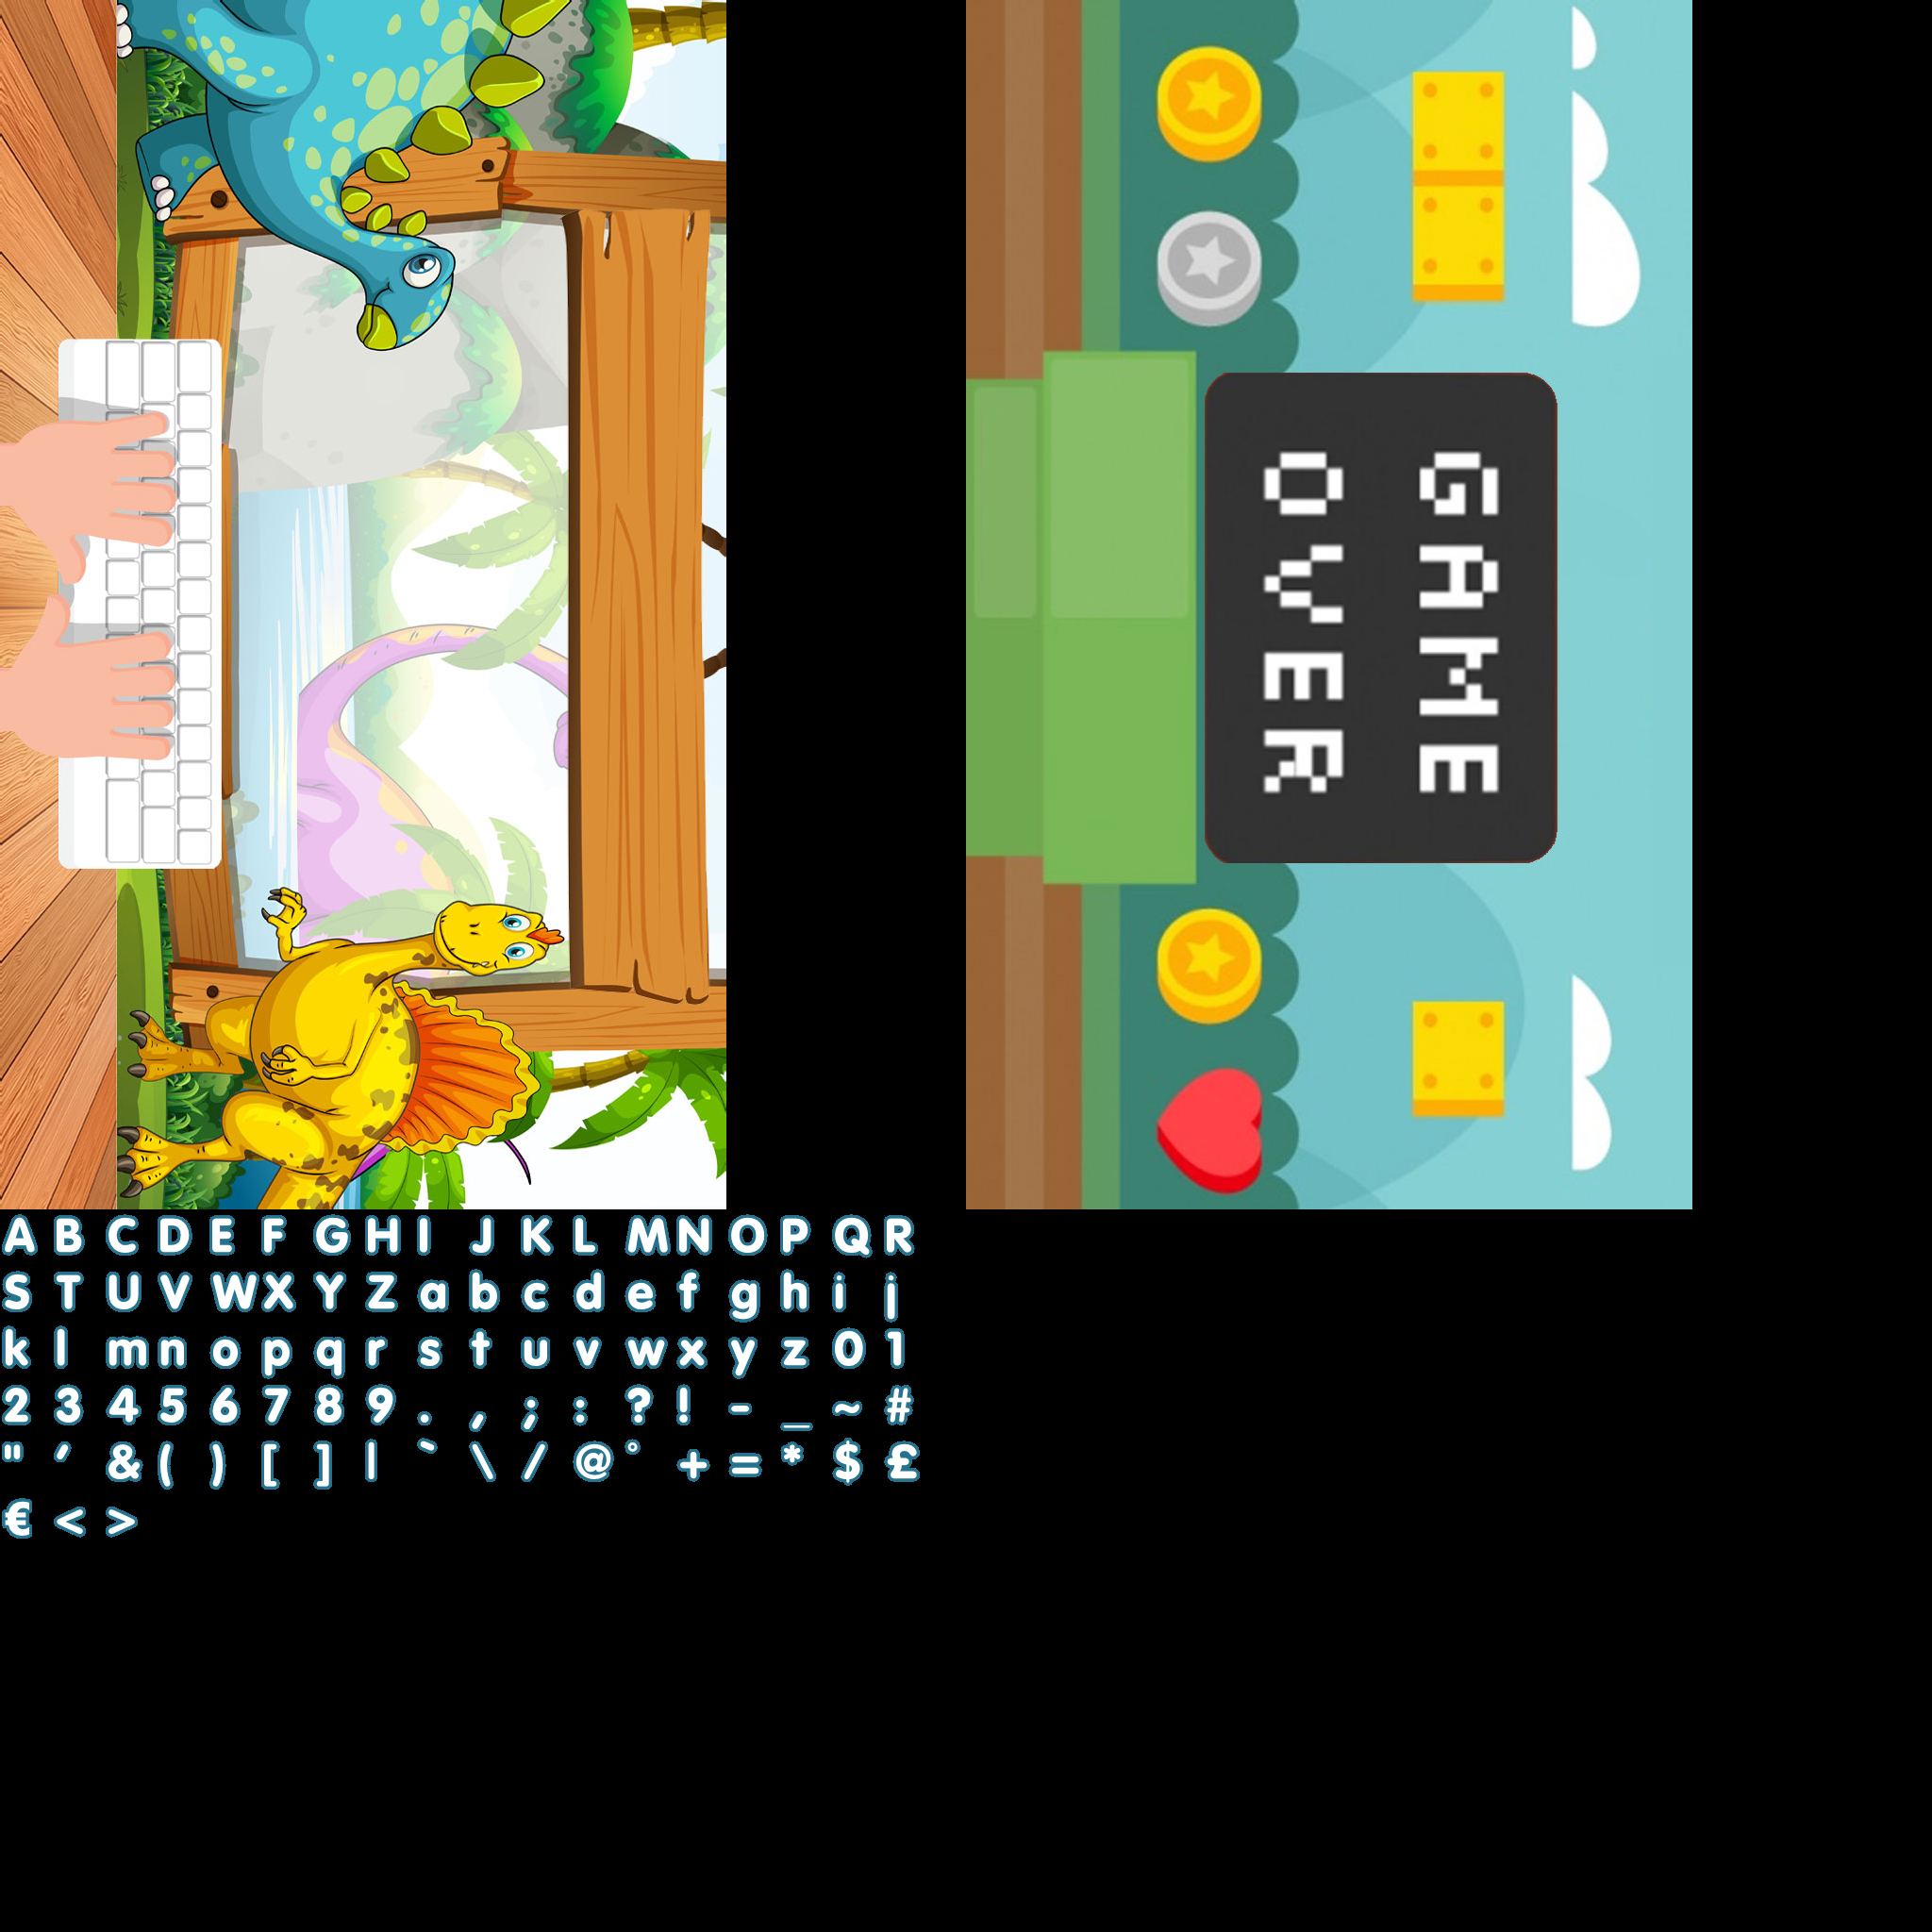 GAME
OVER
A B C D E F G H I J K L M N O P Q R
S T U V W X Y Z a b c d e f g h i j
k l m n o p q r s t u v w x y z 0 1
2 3 4 5 6 7 8 9 . , ; : ? ! - _ ~ #
" ' & ( ) [ ] | ` \ / @ ° + = * $ £
€ < >